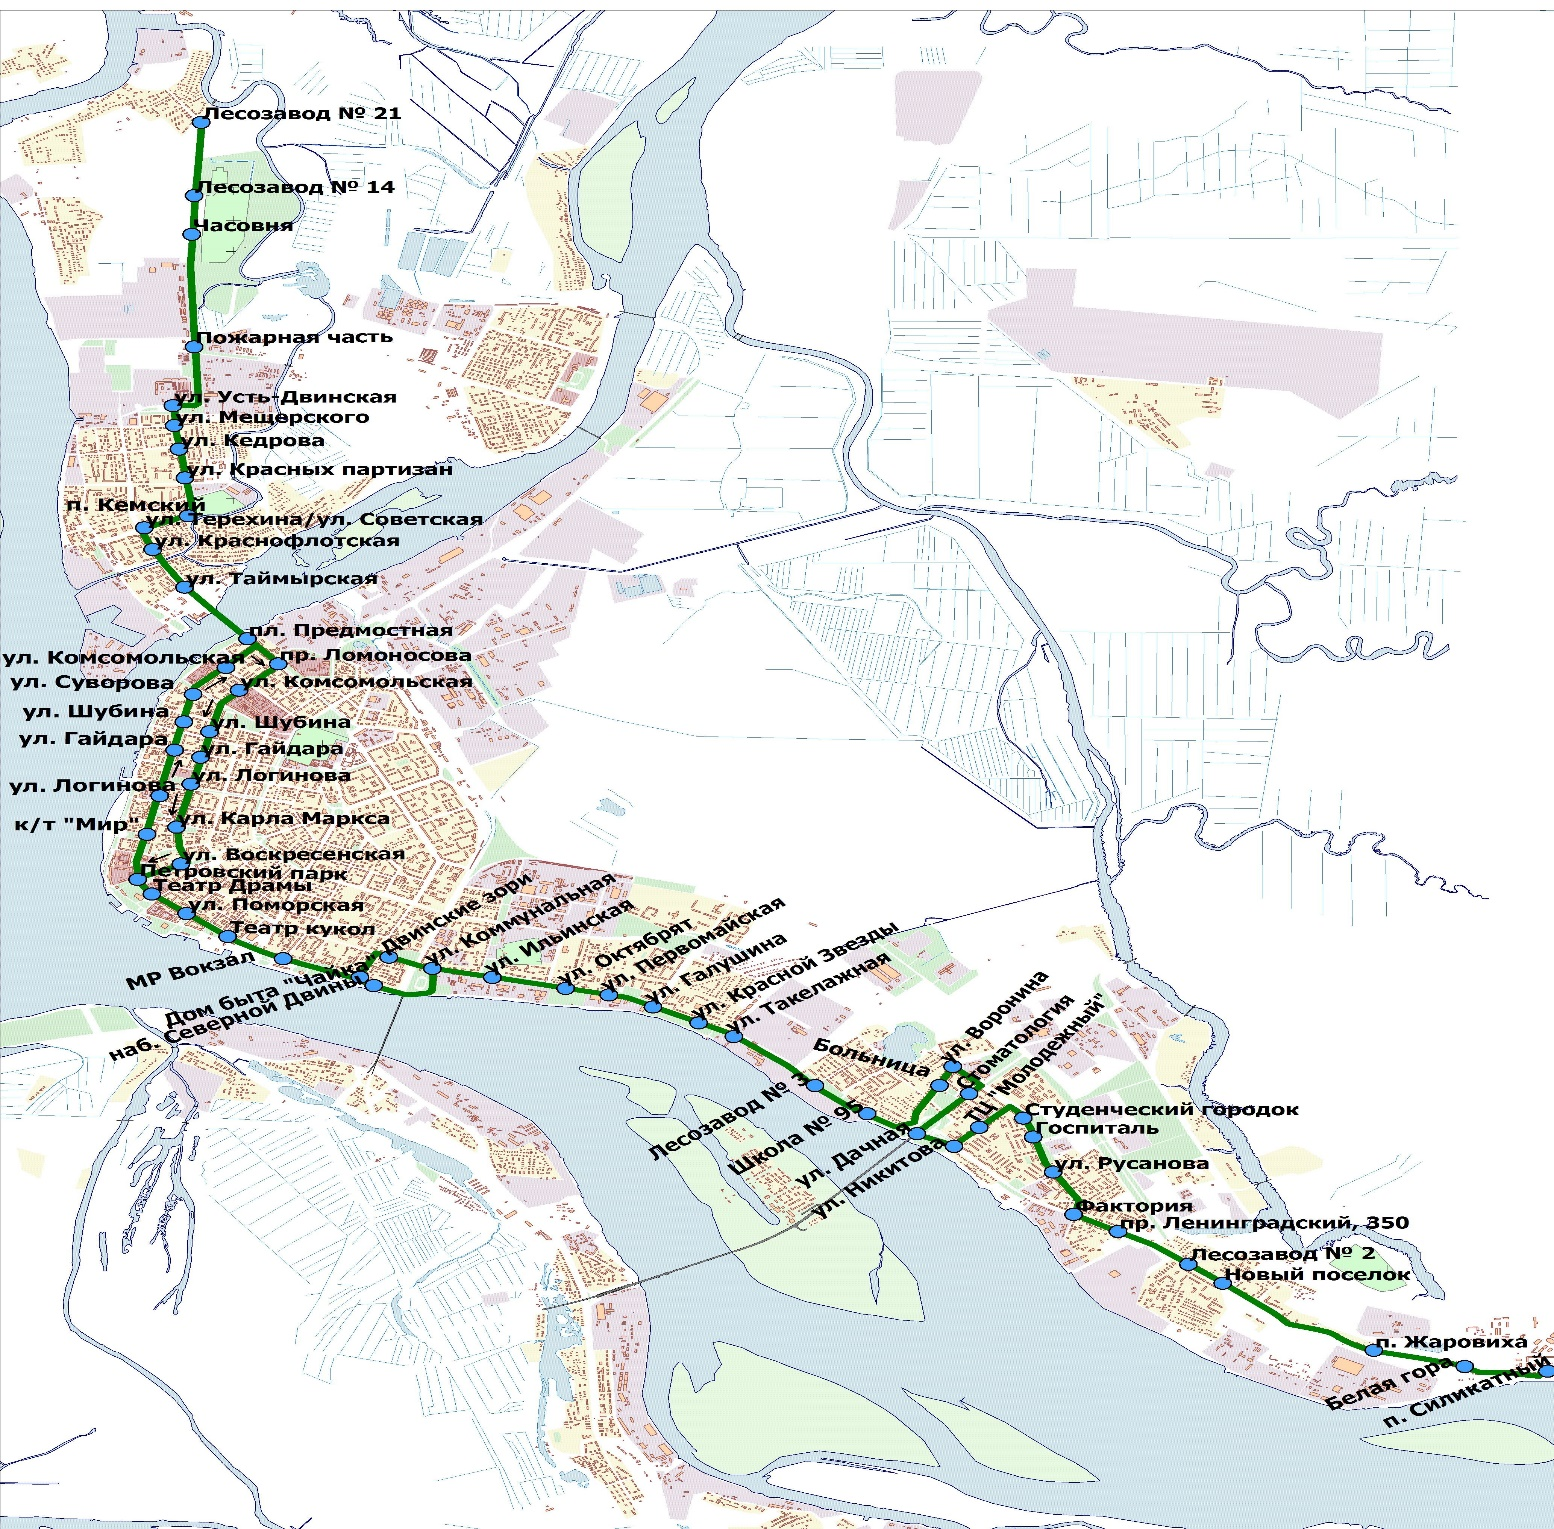 Лесозавод № 21
Лесозавод № 14
Часовня
Пожарная часть
ул. Усть-Двинская
ул. Мещерского
ул. Кедрова
ул. Красных партизан
п. Кемский
ул. Терехина/ул. Советская
ул. Краснофлотская
ул. Таймырская
пл. Предмостная
ул. Комсомольская
пр. Ломоносова
ул. Суворова
ул. Комсомольская
ул. Шубина
ул. Шубина
ул. Гайдара
ул. Гайдара
ул. Логинова
ул. Логинова
к/т "Мир"
ул. Карла Маркса
ул. Воскресенская
Петровский парк
Театр Драмы
ул. Поморская
Театр кукол
МР Вокзал
Дом быта "Чайка"
наб. Северной Двины
Двинские зори
ул. Коммунальная
ул. Ильинская
ул. Октябрят
ул. Первомайская
ул. Галушина
ул. Красной Звезды
ул. Такелажная
Лесозавод № 3
Школа № 95
ул. Дачная
ул. Никитова
Больница
ул. Воронина
Стоматология
ТЦ "Молодежный"
Студенческий городок
Госпиталь
ул. Русанова
Фактория
пр. Ленинградский, 350
Лесозавод № 2
Новый поселок
п. Жаровиха
Белая гора
п. Силикатный